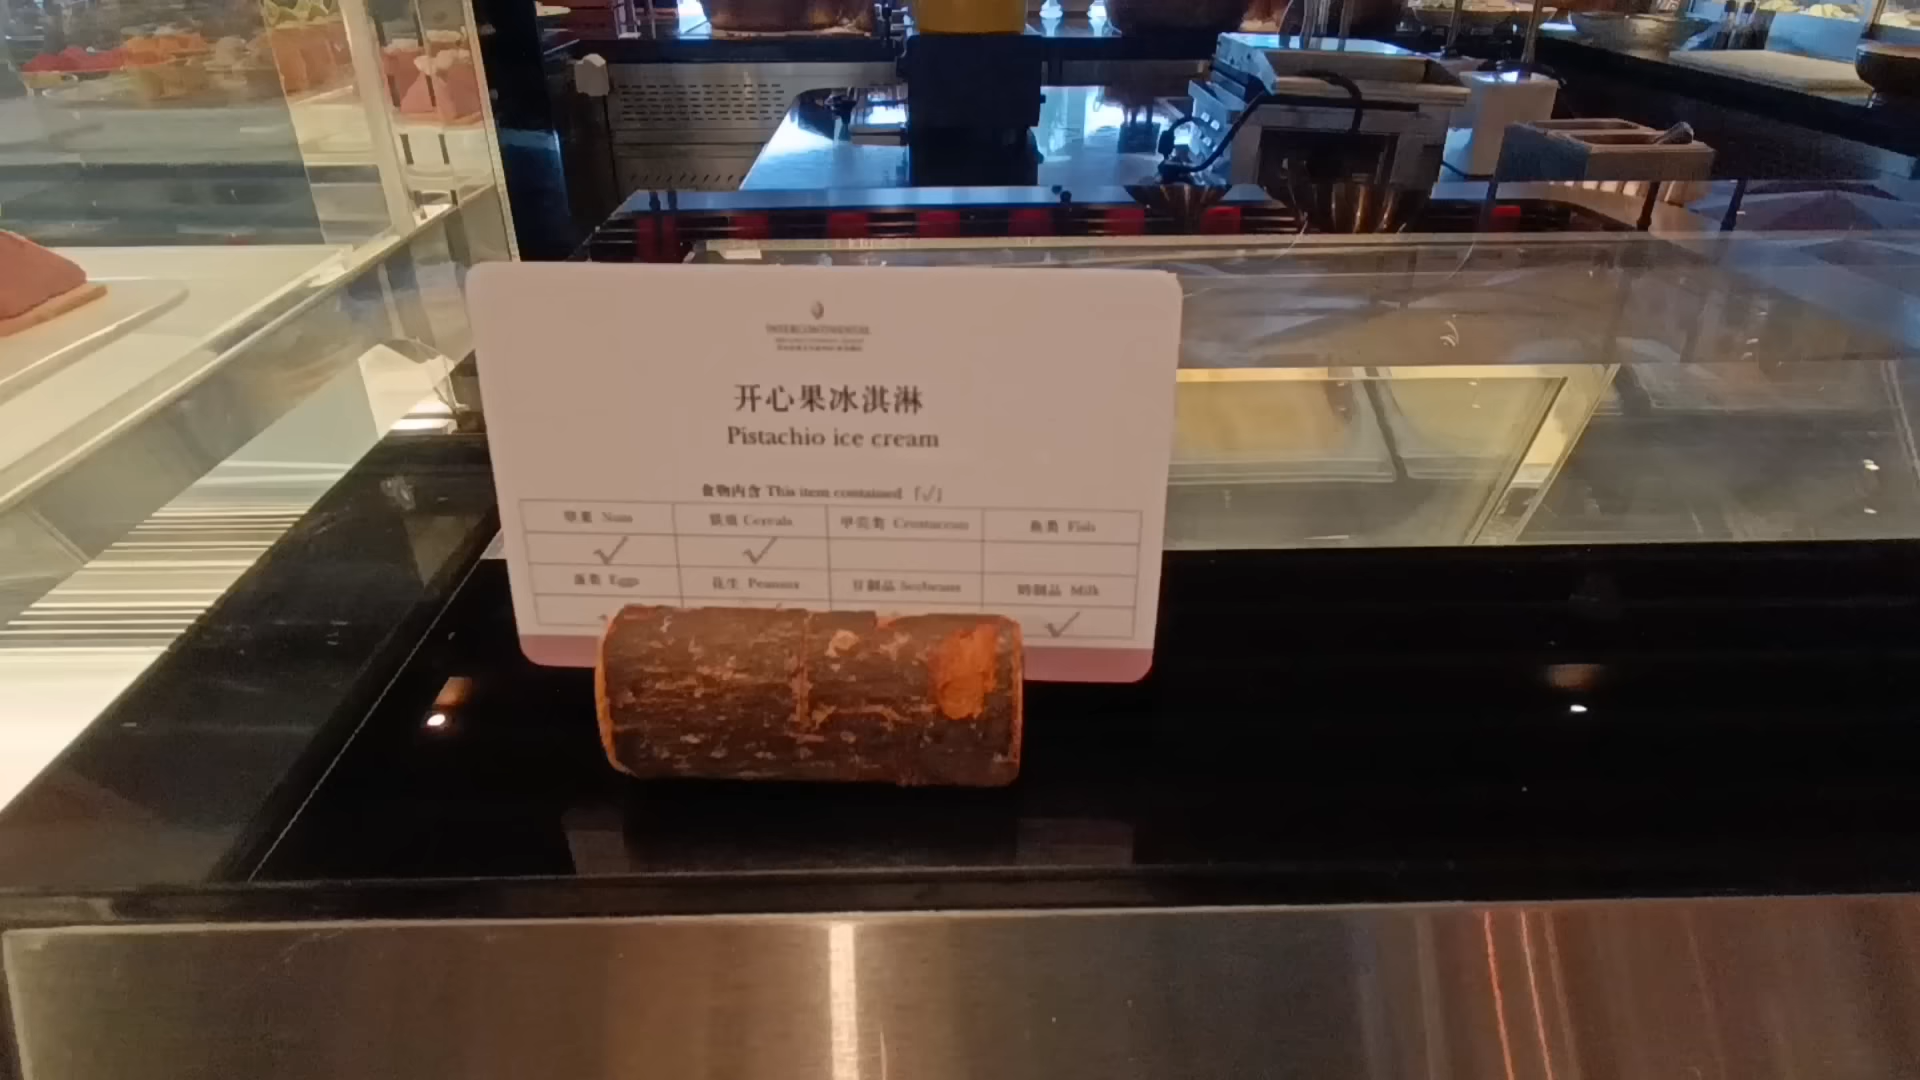 INTERCONTINENTAL
开心果冰淇淋
Pistachio ice cream
食物内含 This item contained 「√」
坚果 Nuts 谷类 Cereals 甲壳类 Crustacean 鱼类 Fish
√ √
蛋类 Eggs 花生 Peanuts 豆制品 Soybeans 奶制品 Milk
√